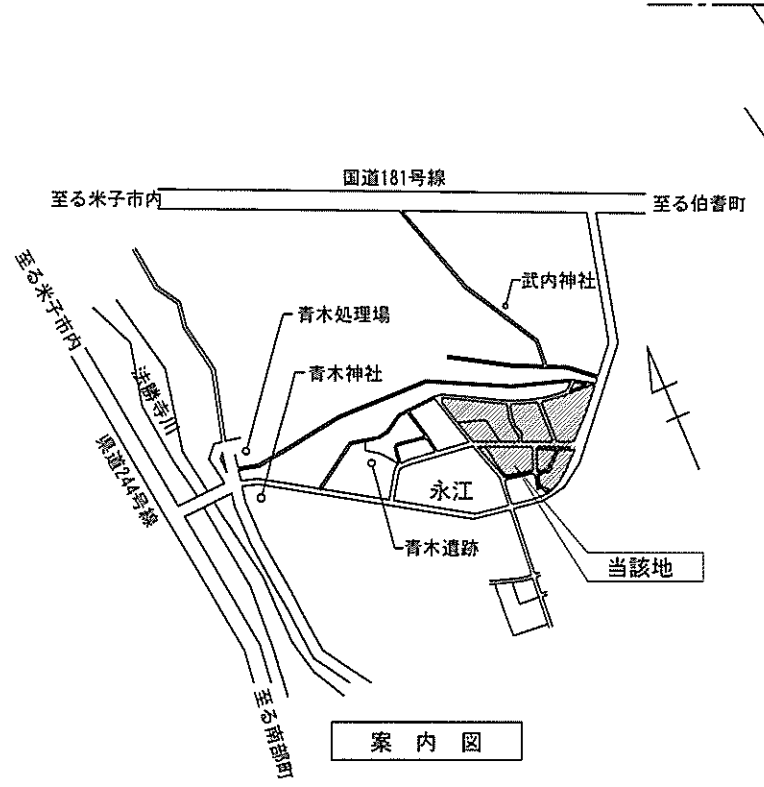 国道181号線
至る米子市内
至る伯耆町
武内神社
至る米子市内
青木処理場
法勝寺川
青木神社
県道244号線
永江
青木遺跡
当該地
至る南部町
案内図